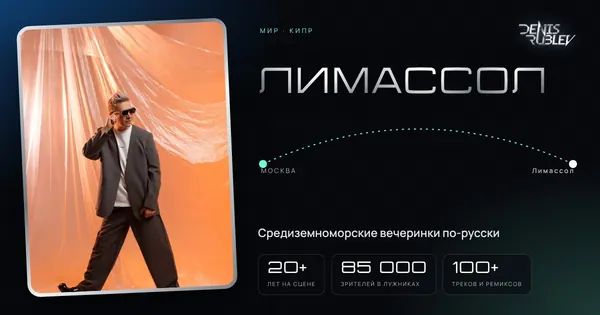 МИР · КИПР
DENIS
RUBLEV
ЛИМАССОЛ
МОСКВА
Лимассол
Средиземноморские вечеринки по-русски
20+
ЛЕТ НА СЦЕНЕ
85 000
ЗРИТЕЛЕЙ В ЛУЖНИКАХ
100+
ТРЕКОВ И РЕМИКСОВ